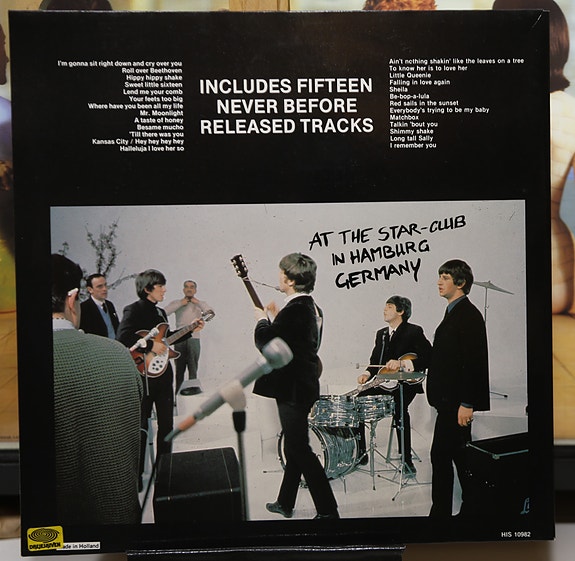 I'm gonna sit right down and cry over you
Roll over Beethoven
Hippy hippy shake
Sweet little sixteen
Lend me your comb
Your feets too big
Where have you been all my life
Mr. Moonlight
A taste of honey
Besame mucho
'Till there was you
Kansas City / Hey hey hey hey
Halleluja I love her so
INCLUDES FIFTEEN
NEVER BEFORE
RELEASED TRACKS
Ain't nothing shakin' like the leaves on a tree
To know her is to love her
Little Queenie
Falling in love again
Sheila
Be-bop-a-lula
Red sails in the sunset
Everybody's trying to be my baby
Matchbox
Talkin' bout you
Shimmy shake
Long tall Sally
I remember you
AT THE STAR-CLUB
IN HAMBURG
GERMANY
ade in Holland
HIS 10982